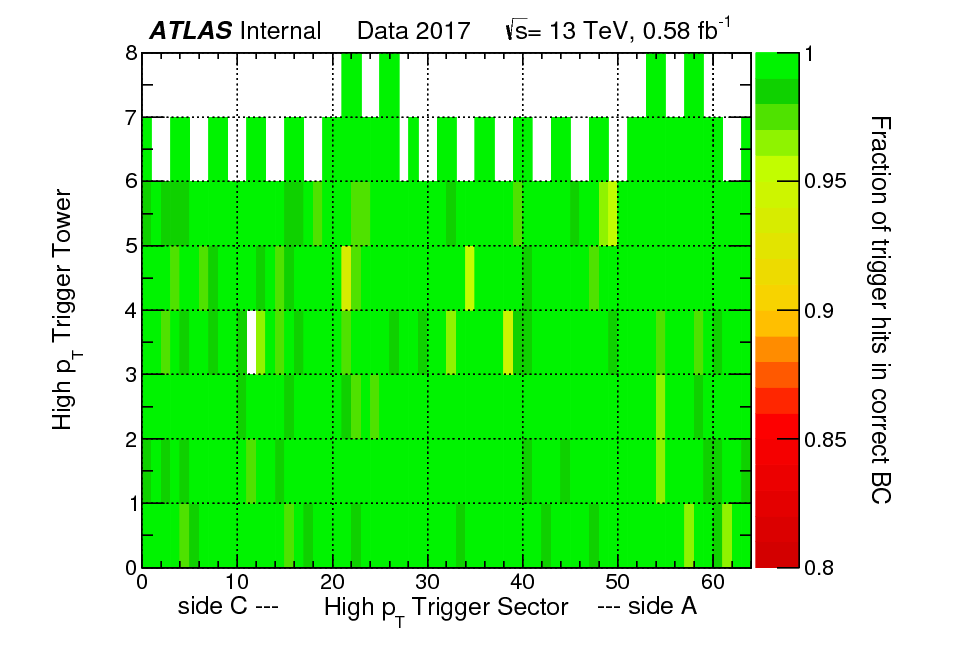 ATLAS Internal Data 2017 √s= 13 TeV, 0.58 fb-1
High pT Trigger Tower
8
7
6
5
4
3
2
1
0
0 10 20 30 40 50 60
side C --- High pT Trigger Sector --- side A
1
0.95
0.9
0.85
0.8
Fraction of trigger hits in correct BC